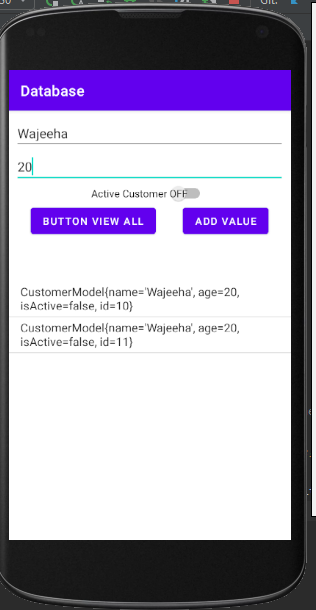 Git:
Database
Wajeeha
20
Active Customer OFF
BUTTON VIEW ALL ADD VALUE
CustomerModel{name='Wajeeha', age=20,
isActive=false, id=10}
CustomerModel{name='Wajeeha', age=20,
isActive=false, id=11}